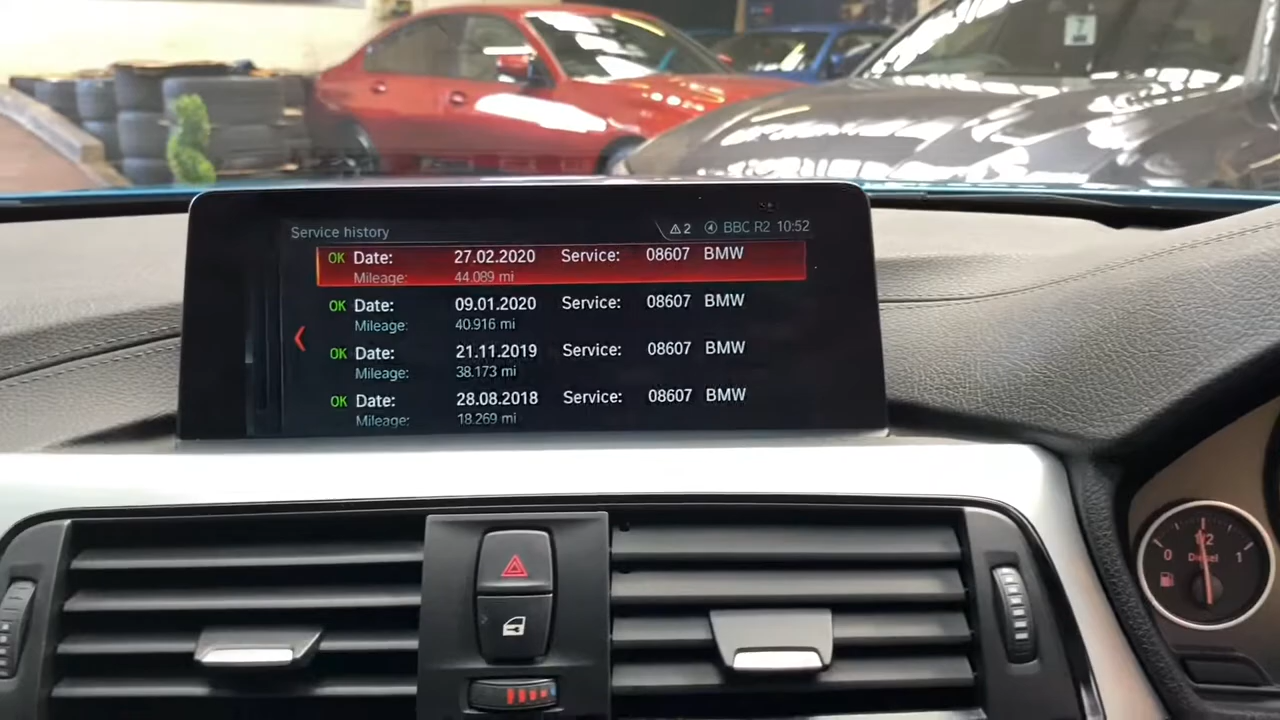 7
Service history
2 BBC R2 10:52
OK Date: 27.02.2020 Service: 08607 BMW
Mileage: 44.089 mi
OK Date: 09.01.2020 Service: 08607 BMW
Mileage: 40.916 mi
OK Date: 21.11.2019 Service: 08607 BMW
Mileage: 38.173 mi
OK Date: 28.08.2018 Service: 08607 BMW
Mileage: 18.269 mi
0 1/2 1
Diesel